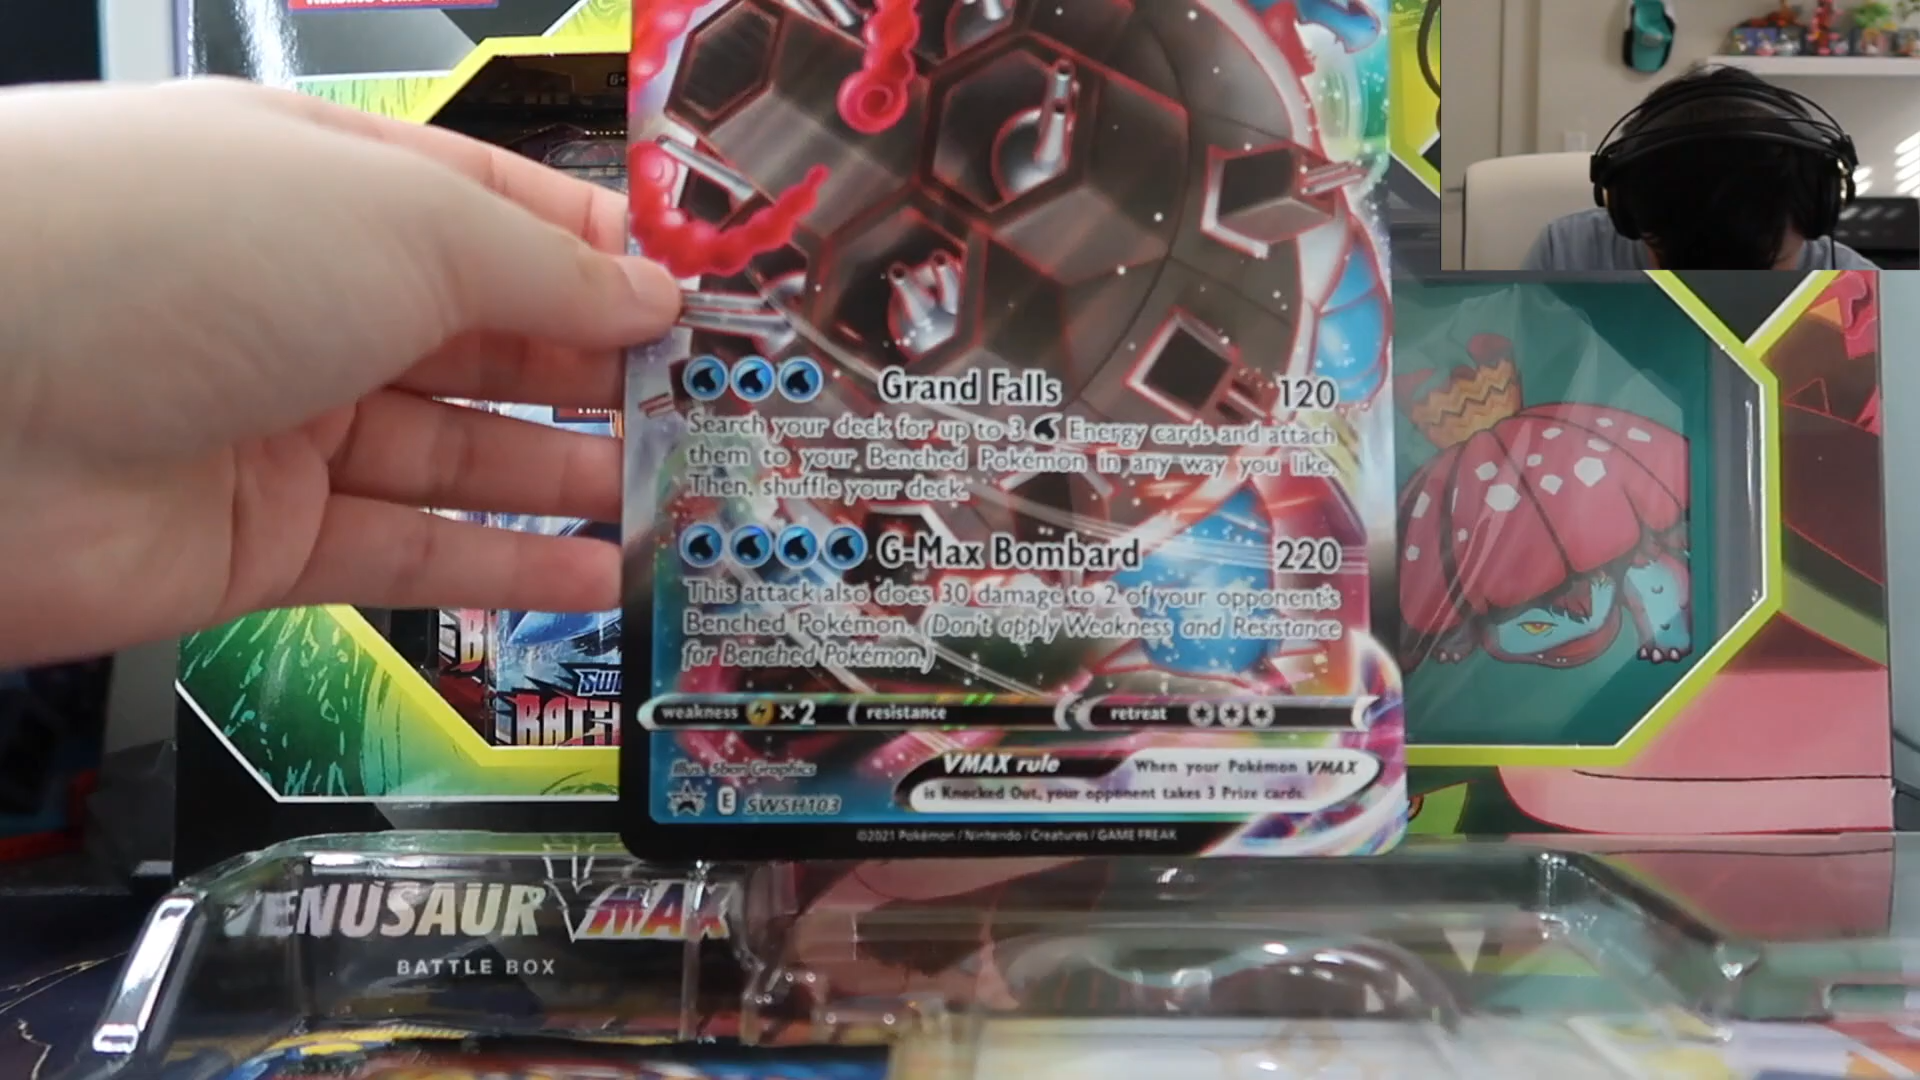 Grand Falls 120
Search your deck for up to 3 Energy cards and attach
them to your Benched Pokémon in any way you like.
Then, shuffle your deck.
G-Max Bombard 220
This attack also does 30 damage to 2 of your opponent's
Benched Pokémon. (Don't apply Weakness and Resistance
for Benched Pokémon.)
weakness ×2 resistance retreat
VMAX rule When your Pokémon VMAX
is Knocked Out, your opponent takes 3 Prize cards.
Illus. 5ban Graphics
E SWSH103
©2021 Pokémon / Nintendo / Creatures / GAME FREAK
VENUSAUR VMAX
BATTLE BOX